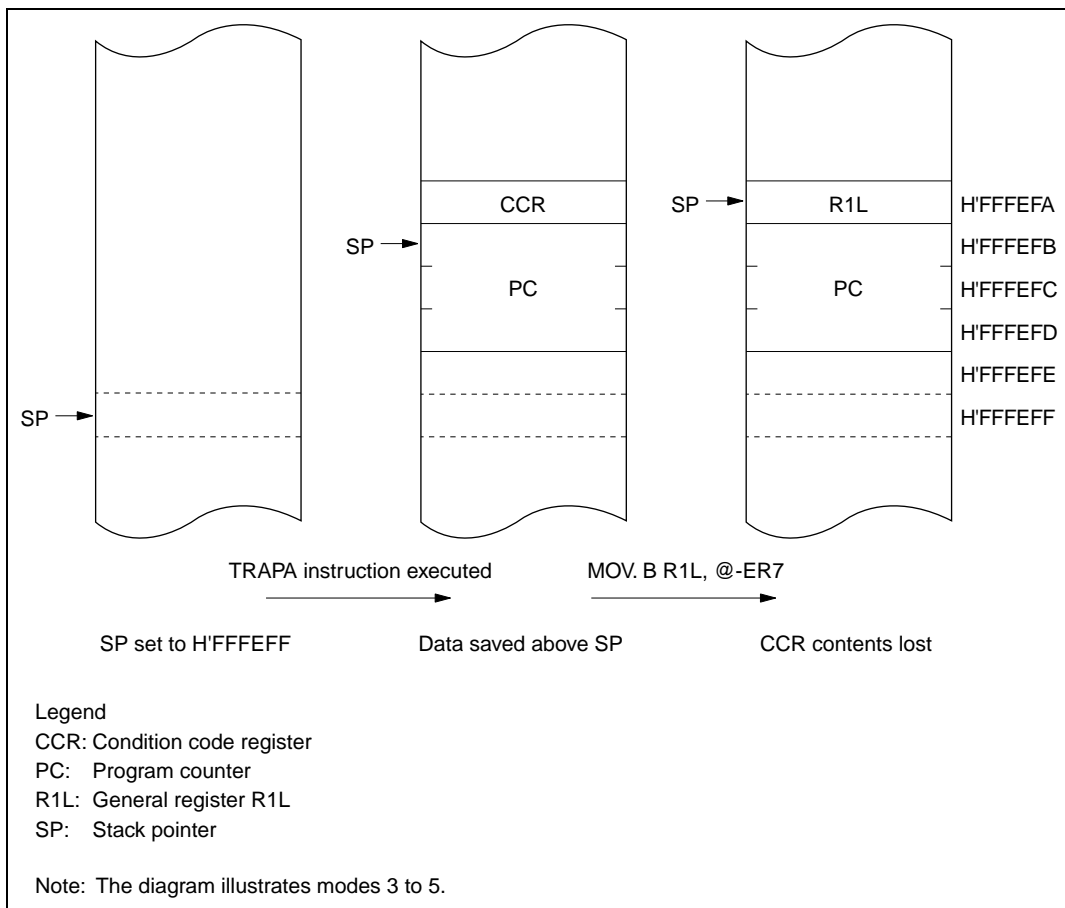 CCR
SP
R1L
H'FFFEFA
SP
H'FFFEFB
PC
PC
H'FFFEFC
H'FFFEFD
H'FFFEFE
SP
H'FFFEFF
TRAPA instruction executed
MOV. B R1L, @-ER7
SP set to H'FFFEFF
Data saved above SP
CCR contents lost
Legend
CCR: Condition code register
PC: Program counter
R1L: General register R1L
SP: Stack pointer
Note: The diagram illustrates modes 3 to 5.